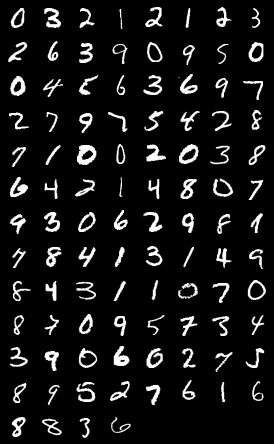 0 3 2 1 2 1 2 3
2 6 3 9 0 9 5 0
0 4 5 6 3 6 9 7
2 7 9 7 5 4 2 8
7 1 0 0 2 0 3 8
6 4 2 1 4 8 0 7
9 3 0 6 2 9 8 1
7 8 4 1 3 1 4 9
8 4 3 1 1 0 7 0
8 7 0 9 5 7 3 4
3 9 0 6 0 2 7 5
8 9 5 2 7 6 1 6
8 8 3 6